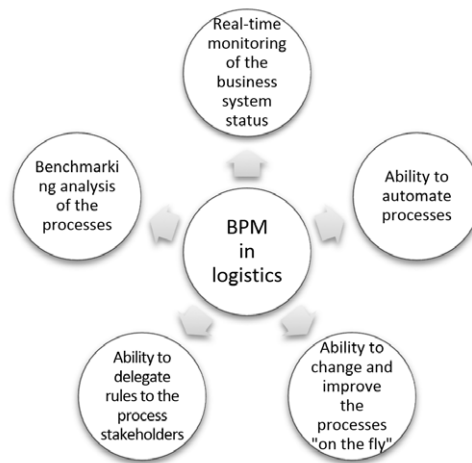 Real-time
monitoring
of the
business
system
status
Benchmarki
ng analysis
of the
processes
Ability to
automate
processes
BPM
in
logistics
Ability to
delegate
rules to the
process
stakeholders
Ability to
change and
improve
the
processes
"on the fly"